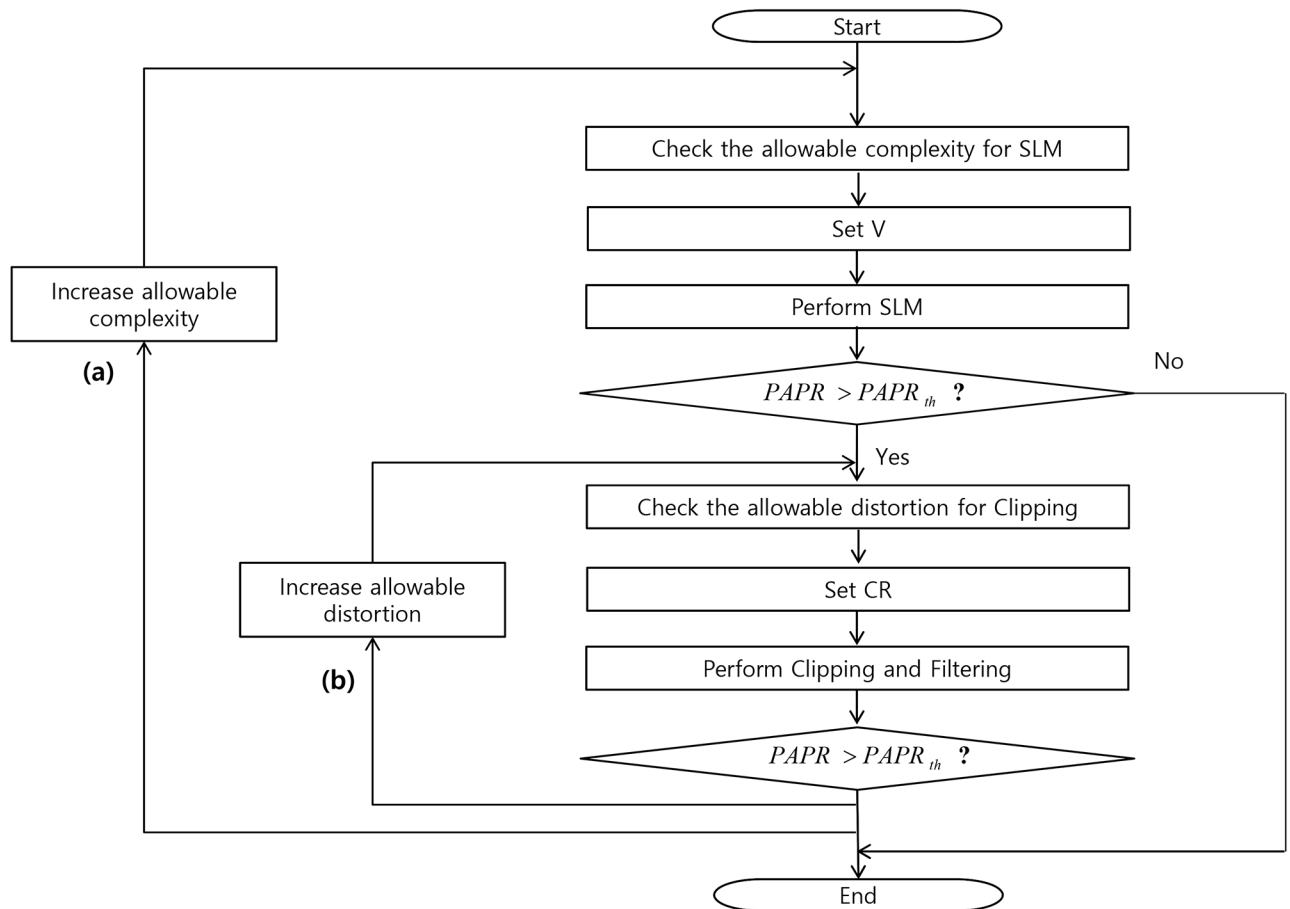 Start
Check the allowable complexity for SLM
Set V
Increase allowable
complexity
(a)
Perform SLM
No
PAPR > PAPR th ?
Yes
Check the allowable distortion for Clipping
Increase allowable
distortion
(b)
Set CR
Perform Clipping and Filtering
PAPR > PAPR th ?
End